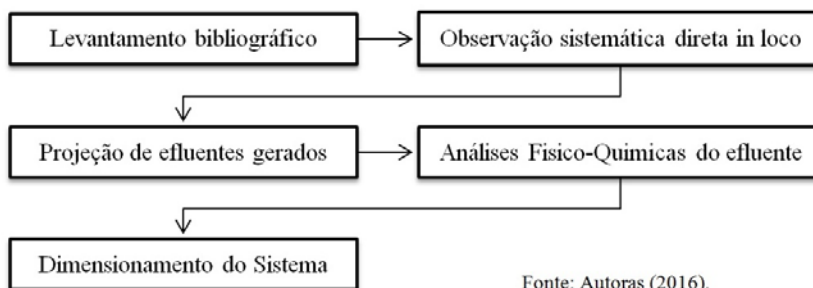 Levantamento bibliográfico
Observação sistemática direta in loco
Projeção de efluentes gerados
Análises Fisico-Quimicas do efluente
Dimensionamento do Sistema
Fonte: Autoras (2016).